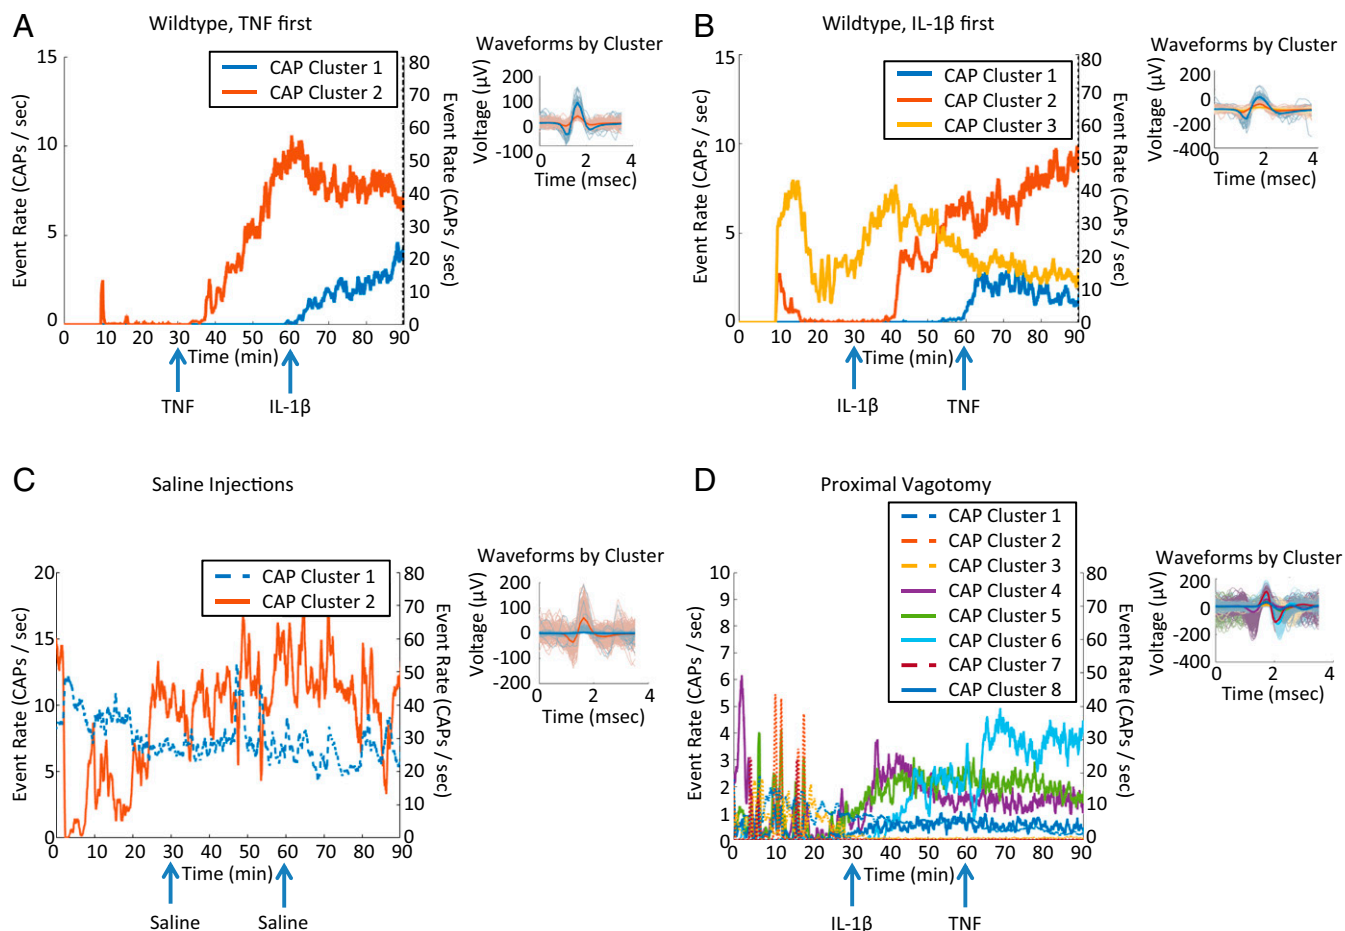 A
Wildtype, TNF first
Event Rate (CAPs / sec)
15
10
5
0
CAP Cluster 1
CAP Cluster 2
80
70
60
50
40
30
20
10
0
Event Rate (CAPs / sec)
0 10 20 30 40 50 60 70 80 90
Time (min)
TNF
IL-1β
Waveforms by Cluster
Voltage (µV)
200
100
0
-100
0 2 4
Time (msec)
B
Wildtype, IL-1β first
Event Rate (CAPs / sec)
15
10
5
0
CAP Cluster 1
CAP Cluster 2
CAP Cluster 3
80
70
60
50
40
30
20
10
0
Event Rate (CAPs / sec)
0 10 20 30 40 50 60 70 80 90
Time (min)
IL-1β
TNF
Waveforms by Cluster
Voltage (µV)
200
0
-200
-400
0 2 4
Time (msec)
C
Saline Injections
Event Rate (CAPs / sec)
20
15
10
5
0
CAP Cluster 1
CAP Cluster 2
80
70
60
50
40
30
20
10
0
Event Rate (CAPs / sec)
0 10 20 30 40 50 60 70 80 90
Time (min)
Saline
Saline
Waveforms by Cluster
Voltage (µV)
200
100
0
-100
-200
0 2 4
Time (msec)
D
Proximal Vagotomy
Event Rate (CAPs / sec)
10
9
8
7
6
5
4
3
2
1
0
CAP Cluster 1
CAP Cluster 2
CAP Cluster 3
CAP Cluster 4
CAP Cluster 5
CAP Cluster 6
CAP Cluster 7
CAP Cluster 8
80
70
60
50
40
30
20
10
0
Event Rate (CAPs / sec)
0 10 20 30 40 50 60 70 80 90
Time (min)
IL-1β
TNF
Waveforms by Cluster
Voltage (µV)
200
0
-200
-400
0 2 4
Time (msec)